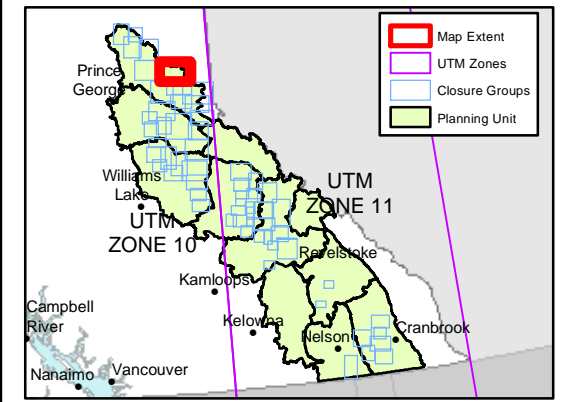 Map Extent
UTM Zones
Closure Groups
Planning Unit
Prince
George
Williams
Lake
UTM
ZONE 10
UTM
ZONE 11
Revelstoke
Kamloops
Campbell
River
Kelowna
Nelson
Cranbrook
Nanaimo
Vancouver